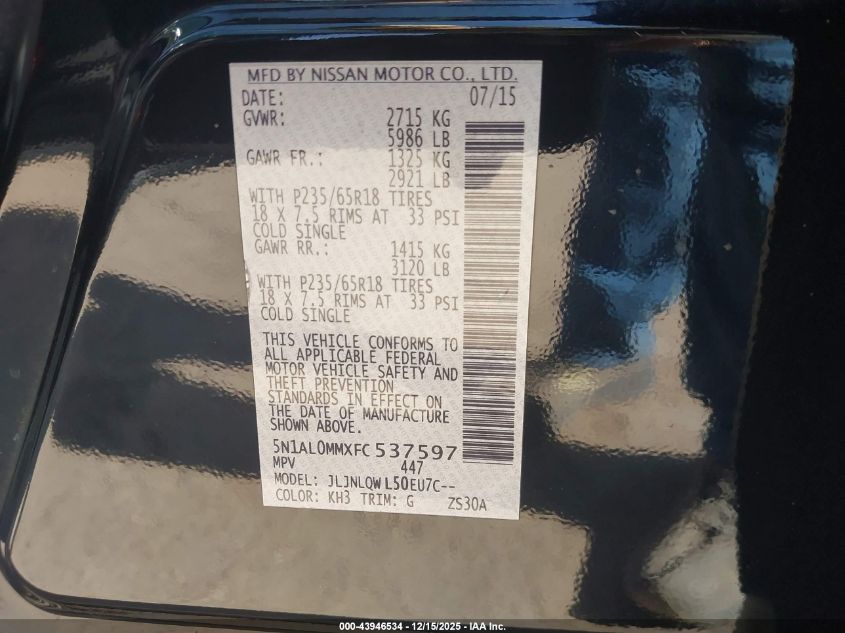 MFD BY NISSAN MOTOR CO., LTD.
DATE: 07/15
GVWR: 2715 KG
5986 LB
GAWR FR.: 1325 KG
2921 LB
WITH P235/65R18 TIRES
18 X 7.5 RIMS AT 33 PSI
COLD SINGLE
GAWR RR.: 1415 KG
3120 LB
WITH P235/65R18 TIRES
18 X 7.5 RIMS AT 33 PSI
COLD SINGLE
THIS VEHICLE CONFORMS TO
ALL APPLICABLE FEDERAL
MOTOR VEHICLE SAFETY AND
THEFT PREVENTION
STANDARDS IN EFFECT ON
THE DATE OF MANUFACTURE
SHOWN ABOVE.
5N1AL0MMXFC537597
MPV 447
MODEL: JLJNLQWL50EU7C--
COLOR: KH3 TRIM: G ZS30A
000-43946534 - 12/15/2025 - IAA Inc.